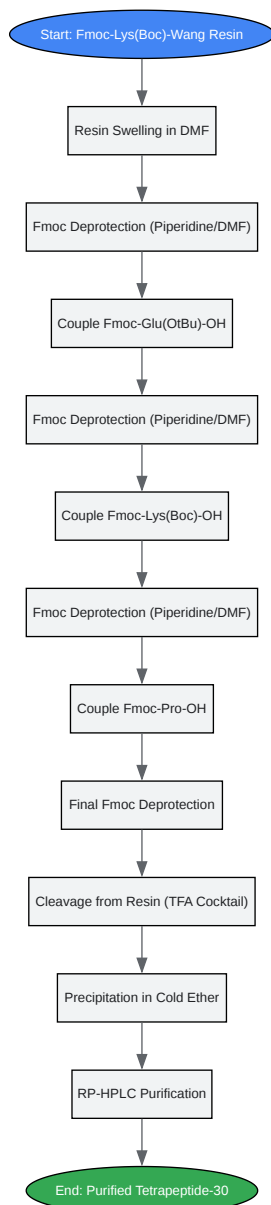 Start: Fmoc-Lys(Boc)-Wang Resin
Resin Swelling in DMF
Fmoc Deprotection (Piperidine/DMF)
Couple Fmoc-Glu(OtBu)-OH
Fmoc Deprotection (Piperidine/DMF)
Couple Fmoc-Lys(Boc)-OH
Fmoc Deprotection (Piperidine/DMF)
Couple Fmoc-Pro-OH
Final Fmoc Deprotection
Cleavage from Resin (TFA Cocktail)
Precipitation in Cold Ether
RP-HPLC Purification
End: Purified Tetrapeptide-30